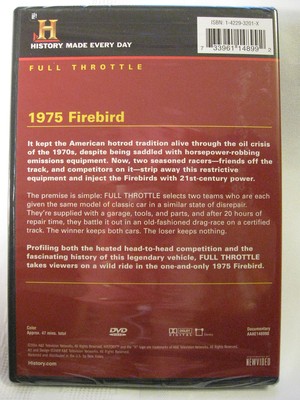 ISBN: 1-4229-3201-X
H
HISTORY MADE EVERY DAY
7 33961 14899 2
FULL THROTTLE
1975 Firebird
It kept the American hotrod tradition alive through the oil crisis
of the 1970s, despite being saddled with horsepower-robbing
emissions equipment. Now, two seasoned racers—friends off the
track, and competitors on it—strip away this restrictive
equipment and inject the Firebirds with 21st-century power.
The premise is simple: FULL THROTTLE selects two teams who are each
given the same model of classic car in a similar state of disrepair.
They're supplied with a garage, tools, and parts, and after 20 hours of
repair time, they battle it out in an old-fashioned drag-race on a certified
track. The winner keeps both cars. The loser keeps nothing.
Profiling both the heated head-to-head competition and the
fascinating history of this legendary vehicle, FULL THROTTLE
takes viewers on a wild ride in the one-and-only 1975 Firebird.
Color
DVD
DOLBY
Documentary
History.com
NEWVIDEO